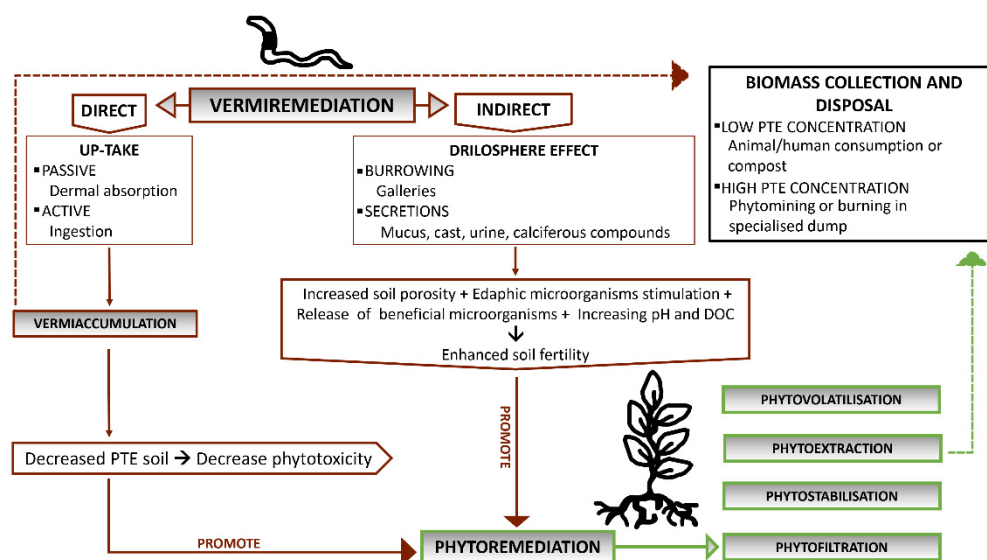 VERMIREMEDIATION
DIRECT
INDIRECT
UP-TAKE
▪PASSIVE
Dermal absorption
▪ACTIVE
Ingestion
DRILOSPHERE EFFECT
▪BURROWING
Galleries
▪SECRETIONS
Mucus, cast, urine, calciferous compounds
BIOMASS COLLECTION AND
DISPOSAL
▪LOW PTE CONCENTRATION
Animal/human consumption or
compost
▪HIGH PTE CONCENTRATION
Phytomining or burning in
specialised dump
VERMIACCUMULATION
Increased soil porosity + Edaphic microorganisms stimulation +
Release of beneficial microorganisms + Increasing pH and DOC
↓
Enhanced soil fertility
PROMOTE
Decreased PTE soil → Decrease phytotoxicity
PROMOTE
PHYTOREMEDIATION
PHYTOVOLATILISATION
PHYTOEXTRACTION
PHYTOSTABILISATION
PHYTOFILTRATION